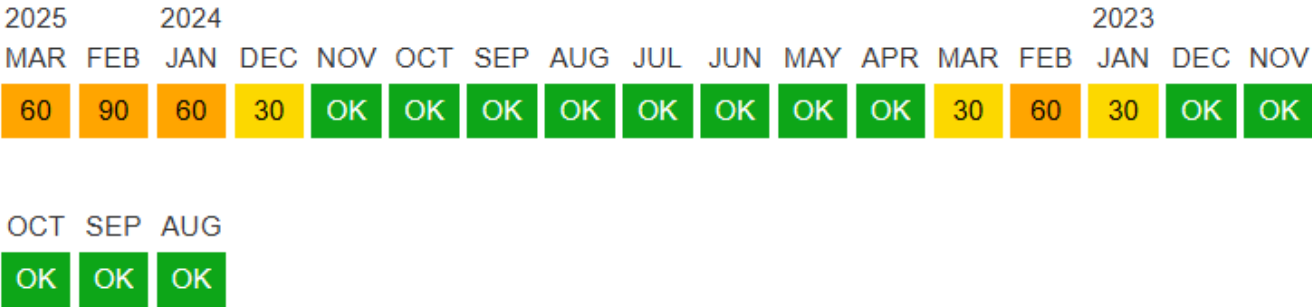 2025 2024 2023
MAR FEB JAN DEC NOV OCT SEP AUG JUL JUN MAY APR MAR FEB JAN DEC NOV
60 90 60 30 OK OK OK OK OK OK OK OK 30 60 30 OK OK
OCT SEP AUG
OK OK OK